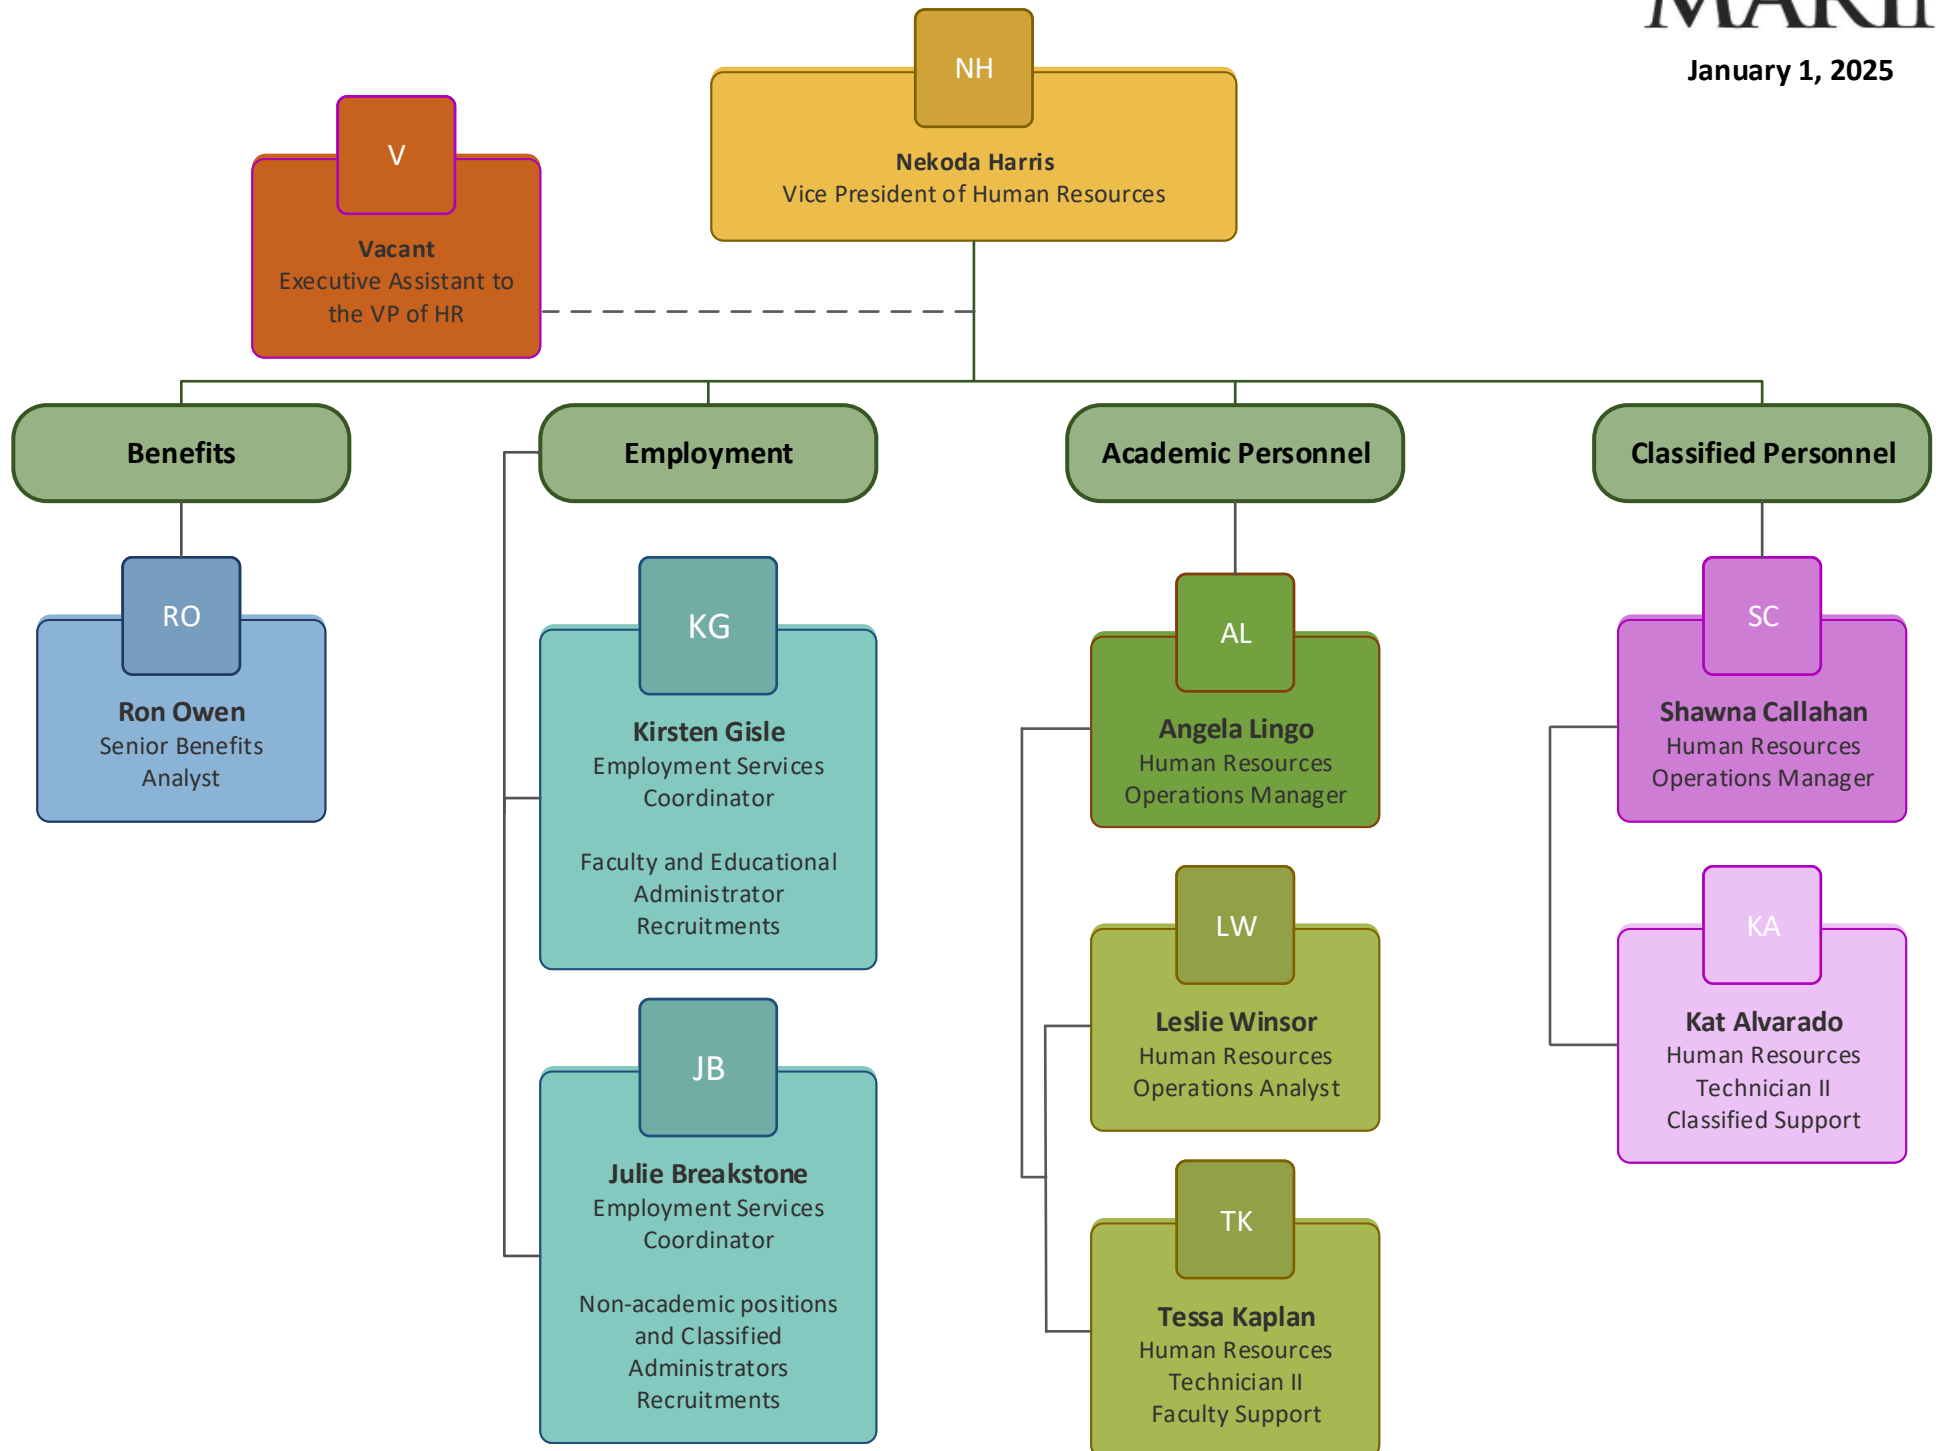 January 1, 2025
NH
Nekoda Harris
Vice President of Human Resources
V
Vacant
Executive Assistant to
the VP of HR
Benefits
Employment
Academic Personnel
Classified Personnel
RO
Ron Owen
Senior Benefits
Analyst
KG
Kirsten Gisle
Employment Services
Coordinator
Faculty and Educational
Administrator
Recruitments
JB
Julie Breakstone
Employment Services
Coordinator
Non-academic positions
and Classified
Administrators
Recruitments
AL
Angela Lingo
Human Resources
Operations Manager
LW
Leslie Winsor
Human Resources
Operations Analyst
TK
Tessa Kaplan
Human Resources
Technician II
Faculty Support
SC
Shawna Callahan
Human Resources
Operations Manager
KA
Kat Alvarado
Human Resources
Technician II
Classified Support